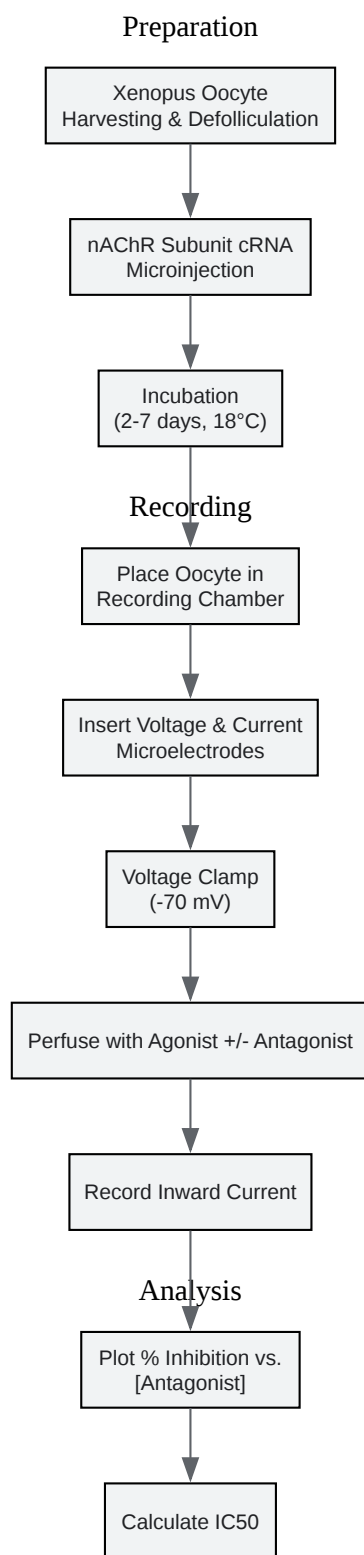 Preparation
Xenopus Oocyte
Harvesting & Defolliculation
nAChR Subunit cRNA
Microinjection
Incubation
(2-7 days, 18°C)
Recording
Place Oocyte in
Recording Chamber
Insert Voltage & Current
Microelectrodes
Voltage Clamp
(-70 mV)
Perfuse with Agonist +/- Antagonist
Record Inward Current
Analysis
Plot % Inhibition vs.
[Antagonist]
Calculate IC50